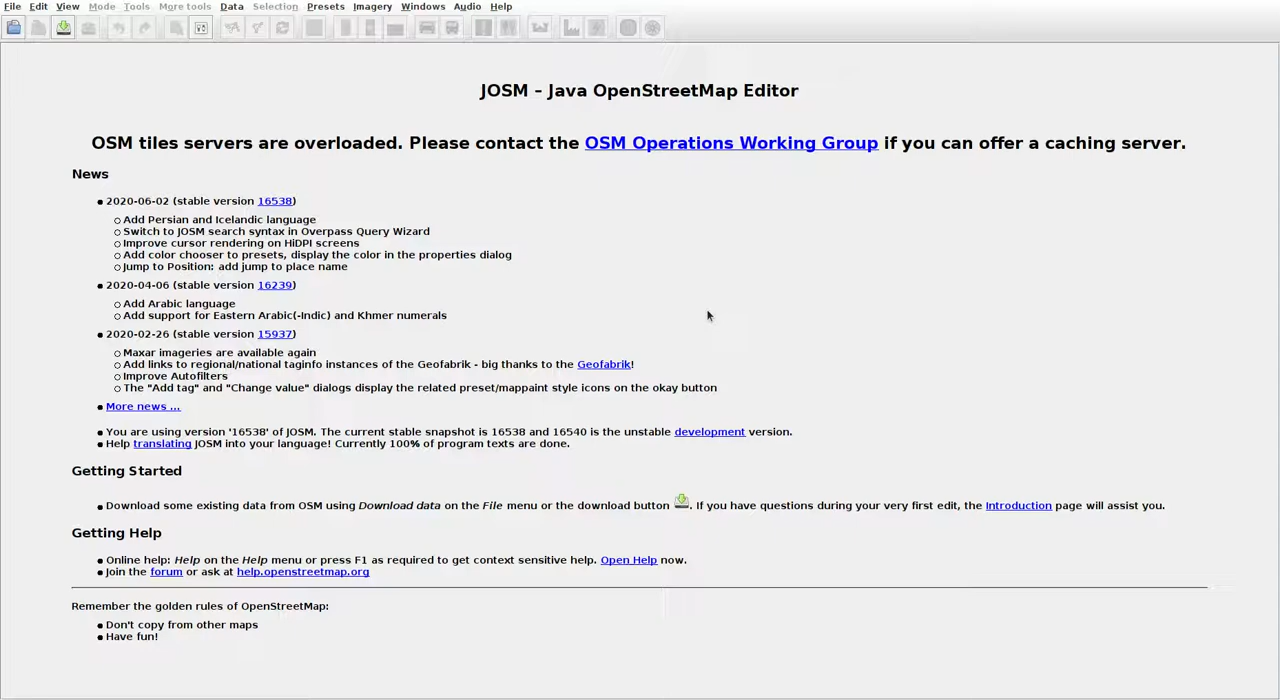 File Edit View Mode Tools More tools Data Selection Presets Imagery Windows Audio Help
JOSM – Java OpenStreetMap Editor
OSM tiles servers are overloaded. Please contact the OSM Operations Working Group if you can offer a caching server.
News
2020-06-02 (stable version 16538)
Add Persian and Icelandic language
Switch to JOSM search syntax in Overpass Query Wizard
Improve cursor rendering on HiDPI screens
Add color chooser to presets, display the color in the properties dialog
Jump to Position: add jump to place name
2020-04-06 (stable version 16239)
Add Arabic language
Add support for Eastern Arabic(-Indic) and Khmer numerals
2020-02-26 (stable version 15937)
Maxar imageries are available again
Add links to regional/national taginfo instances of the Geofabrik - big thanks to the Geofabrik!
Improve Autofilters
The "Add tag" and "Change value" dialogs display the related preset/mappaint style icons on the okay button
More news ...
You are using version '16538' of JOSM. The current stable snapshot is 16538 and 16540 is the unstable development version.
Help translating JOSM into your language! Currently 100% of program texts are done.
Getting Started
Download some existing data from OSM using Download data on the File menu or the download button . If you have questions during your very first edit, the Introduction page will assist you.
Getting Help
Online help: Help on the Help menu or press F1 as required to get context sensitive help. Open Help now.
Join the forum or ask at help.openstreetmap.org
Remember the golden rules of OpenStreetMap:
Don't copy from other maps
Have fun!